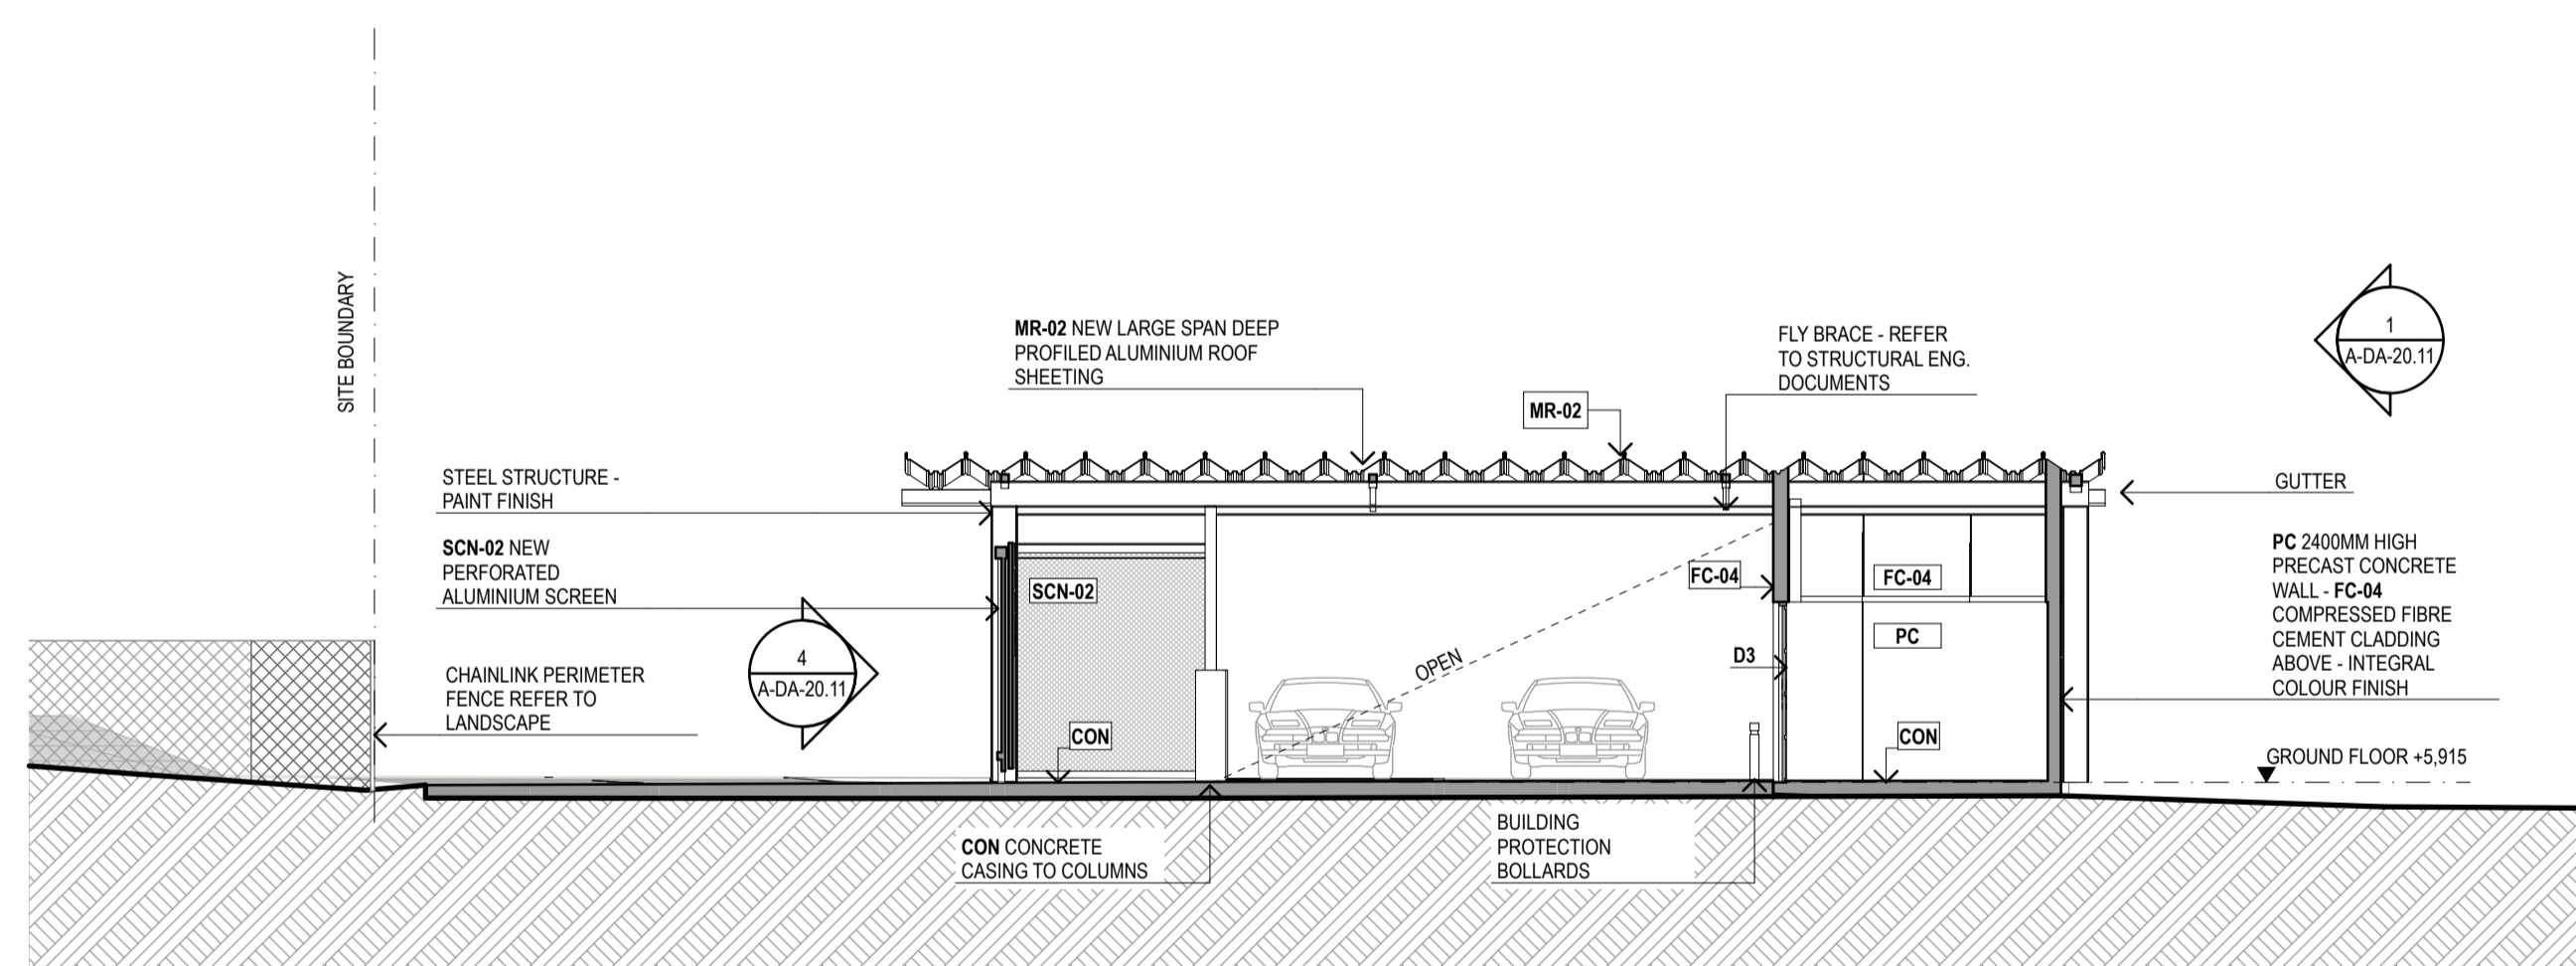 SITE BOUNDARY
MR-02 NEW LARGE SPAN DEEP
PROFILED ALUMINIUM ROOF
SHEETING
FLY BRACE - REFER
TO STRUCTURAL ENG.
DOCUMENTS
1
A-DA-20.11
MR-02
STEEL STRUCTURE -
PAINT FINISH
GUTTER
SCN-02 NEW
PERFORATED
ALUMINIUM SCREEN
SCN-02
FC-04
FC-04
PC 2400MM HIGH
PRECAST CONCRETE
WALL - FC-04
COMPRESSED FIBRE
CEMENT CLADDING
ABOVE - INTEGRAL
COLOUR FINISH
PC
D3
OPEN
4
A-DA-20.11
CHAINLINK PERIMETER
FENCE REFER TO
LANDSCAPE
CON
CON
GROUND FLOOR +5,915
CON CONCRETE
CASING TO COLUMNS
BUILDING
PROTECTION
BOLLARDS